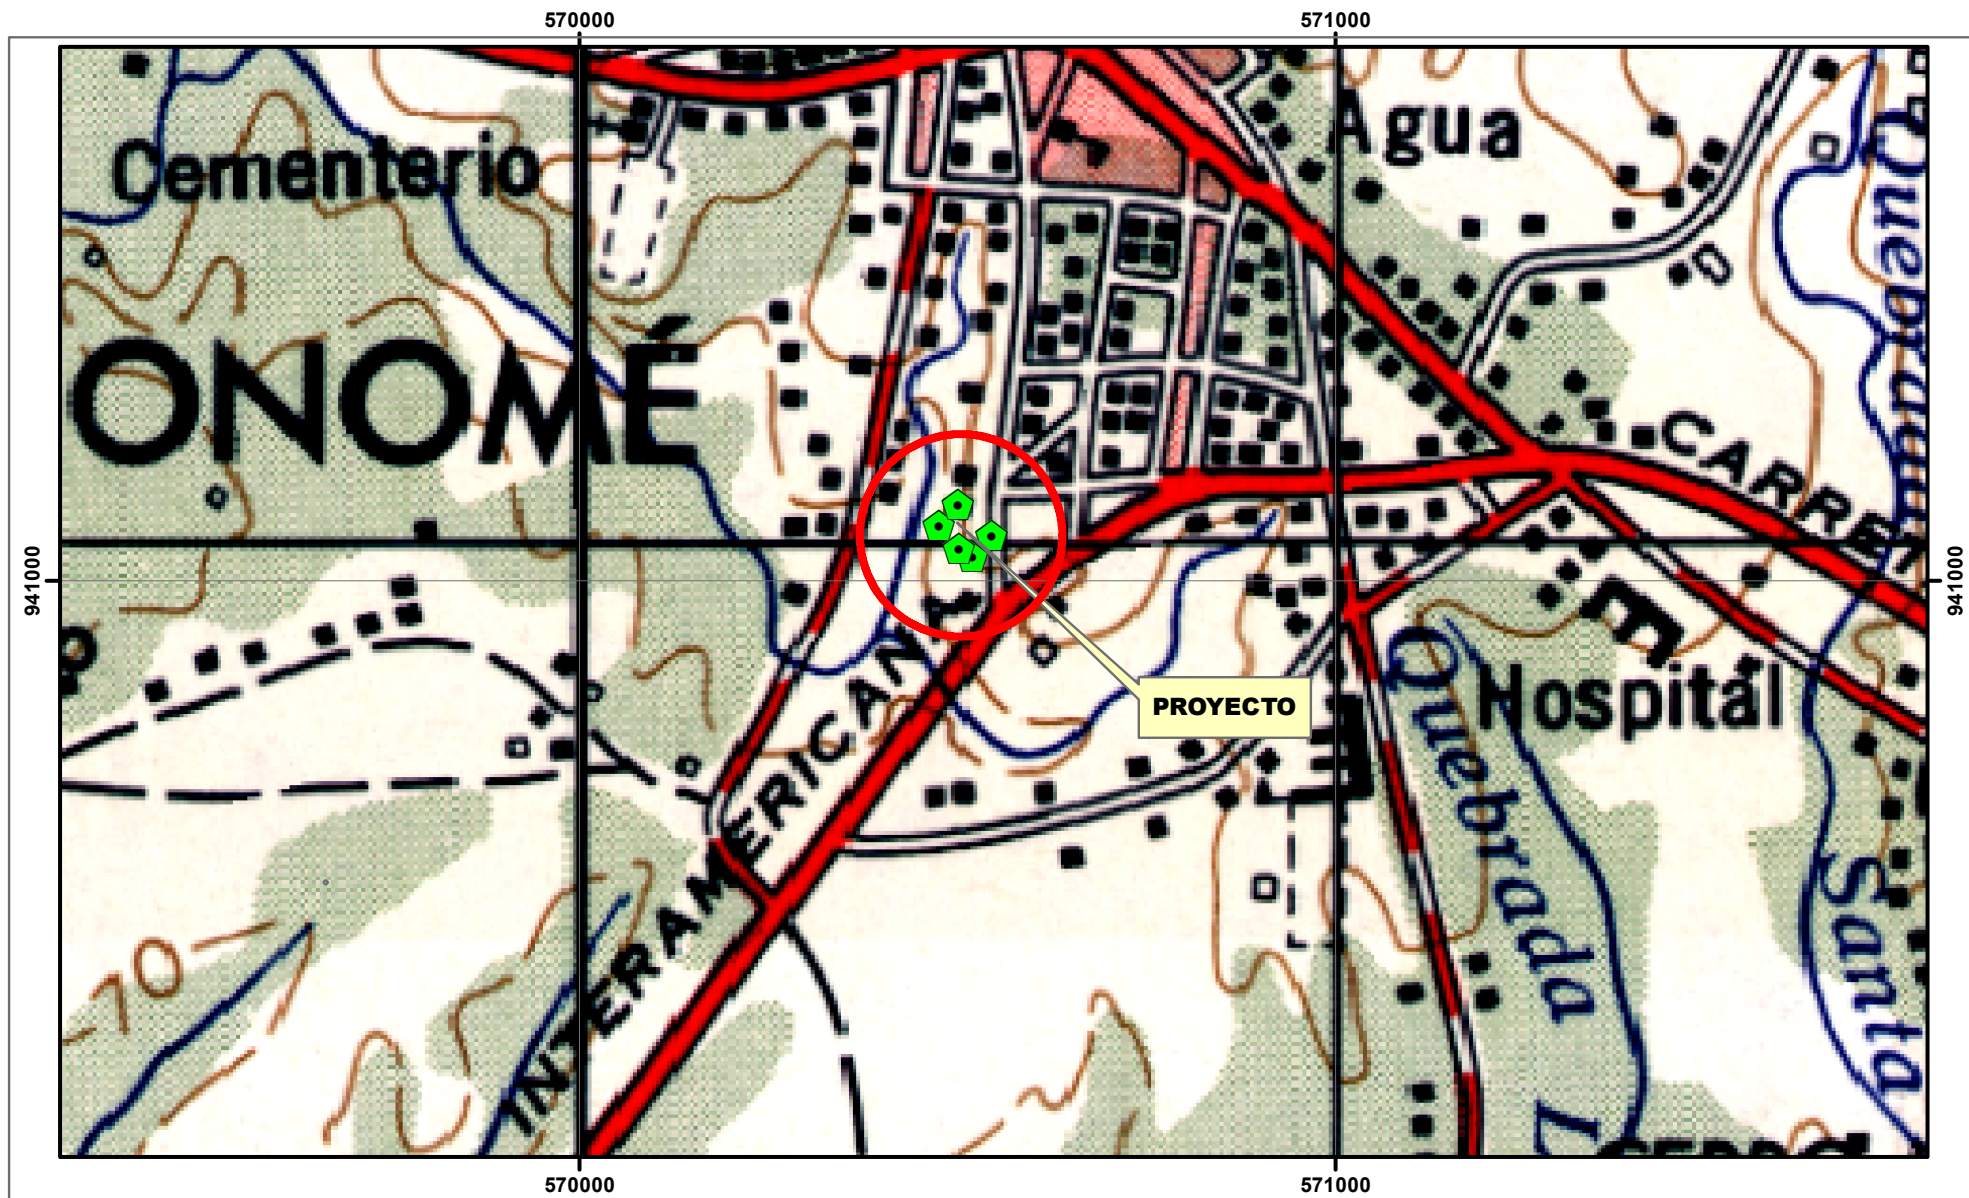 570000
571000
Agua
Cementerio
Quebrada
ONOMÉ
CARRET
941000
941000
INTERAMERICANA
PROYECTO
Quebrada L
Hospital
Santa
70
570000
571000